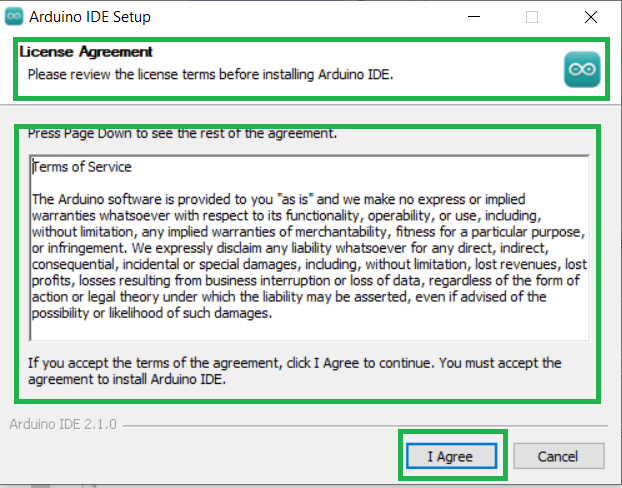 Arduino IDE Setup
License Agreement
Please review the license terms before installing Arduino IDE.
Press Page Down to see the rest of the agreement.
Terms of Service
The Arduino software is provided to you "as is" and we make no express or implied
warranties whatsoever with respect to its functionality, operability, or use, including,
without limitation, any implied warranties of merchantability, fitness for a particular purpose,
or infringement. We expressly disclaim any liability whatsoever for any direct, indirect,
consequential, incidental or special damages, including, without limitation, lost revenues, lost
profits, losses resulting from business interruption or loss of data, regardless of the form of
action or legal theory under which the liability may be asserted, even if advised of the
possibility or likelihood of such damages.
If you accept the terms of the agreement, click I Agree to continue. You must accept the
agreement to install Arduino IDE.
Arduino IDE 2.1.0
I Agree
Cancel